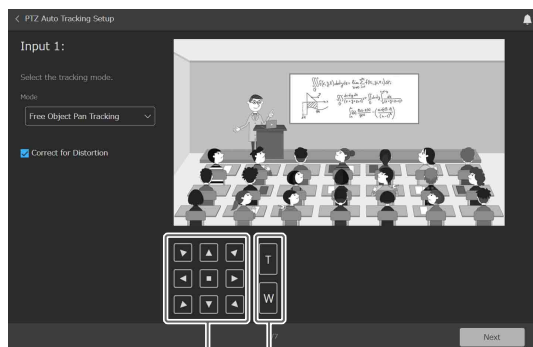 PTZ Auto Tracking Setup
Input 1:
Select the tracking mode.
Mode
Free Object Pan Tracking
Correct for Distortion
T
W
Next